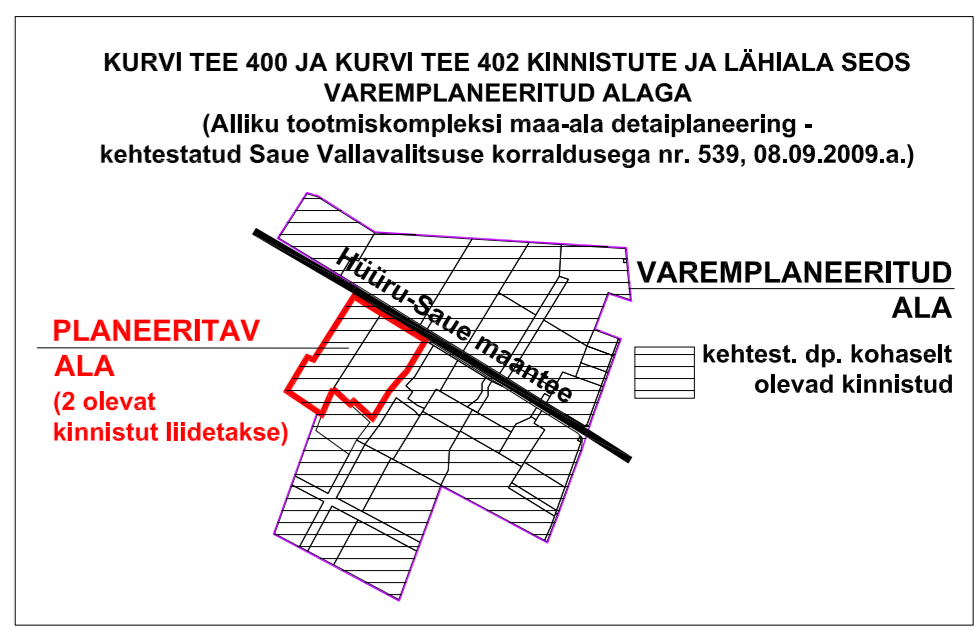 KURVI TEE 400 JA KURVI TEE 402 KINNISTUTE JA LÄHIALA SEOS
VAREMPLANEERITUD ALAGA
(Alliku tootmiskompleksi maa-ala detaiplaneering -
kehtestatud Saue Vallavalitsuse korraldusega nr. 539, 08.09.2009.a.)
Hüüru-Saue maantee
VAREMPLANEERITUD
ALA
kehtest. dp. kohaselt
olevad kinnistud
PLANEERITAV
ALA
(2 olevat
kinnistut liidetakse)